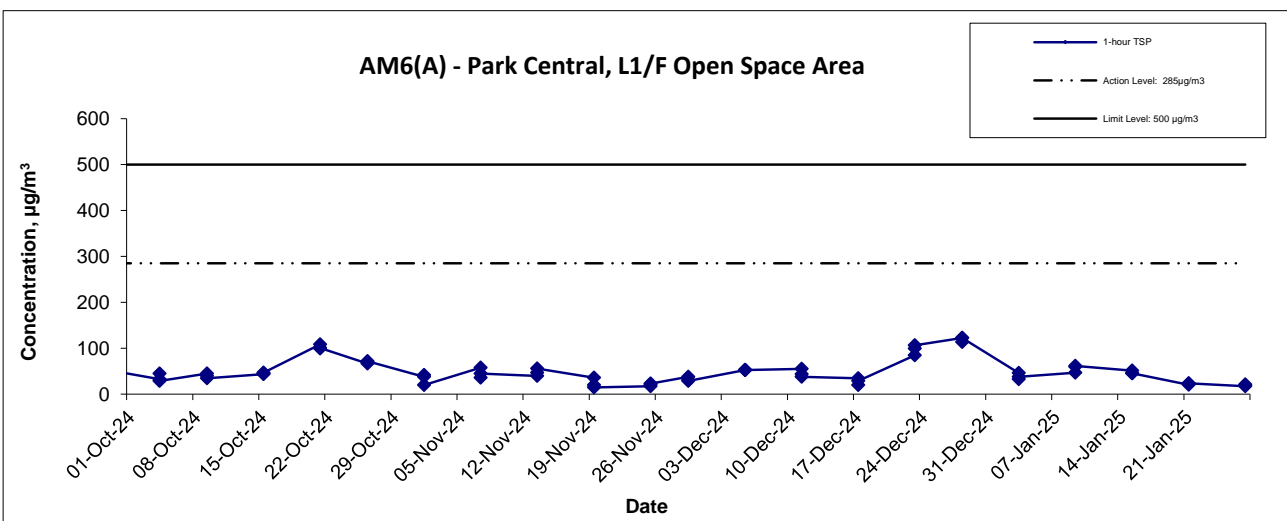 AM6(A) - Park Central, L1/F Open Space Area
1-hour TSP
Action Level:  285µg/m3
Limit Level: 500 µg/m3
Concentration, µg/m³
600
500
400
300
200
100
0
01-Oct-24
08-Oct-24
15-Oct-24
22-Oct-24
29-Oct-24
05-Nov-24
12-Nov-24
19-Nov-24
26-Nov-24
03-Dec-24
10-Dec-24
17-Dec-24
24-Dec-24
31-Dec-24
07-Jan-25
14-Jan-25
21-Jan-25
Date